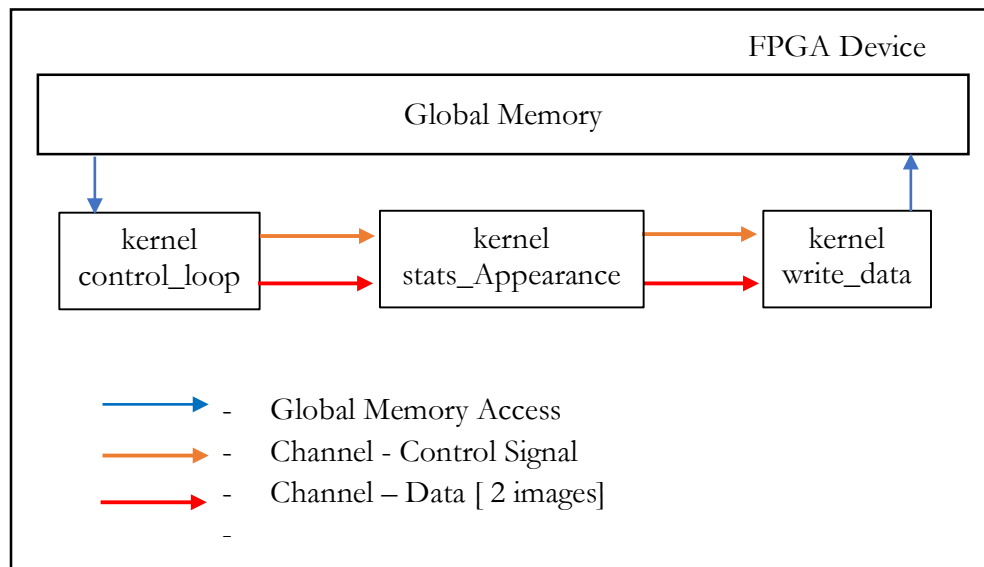 FPGA Device
Global Memory
kernel
control_loop
kernel
stats_Appearance
kernel
write_data
- Global Memory Access
- Channel - Control Signal
- Channel – Data [ 2 images]
-